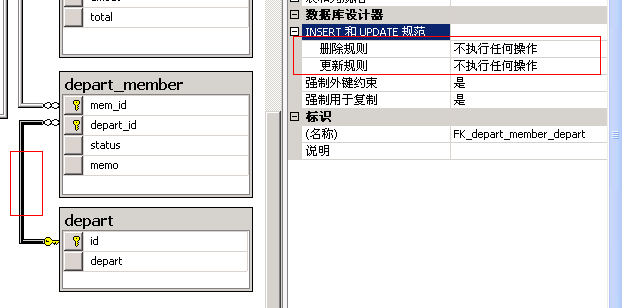 total
depart_member
mem_id
depart_id
status
memo
depart
id
depart
数据库设计器
INSERT 和 UPDATE 规范
删除规则 不执行任何操作
更新规则 不执行任何操作
强制外键约束 是
强制用于复制 是
标识
(名称) FK_depart_member_depart
说明